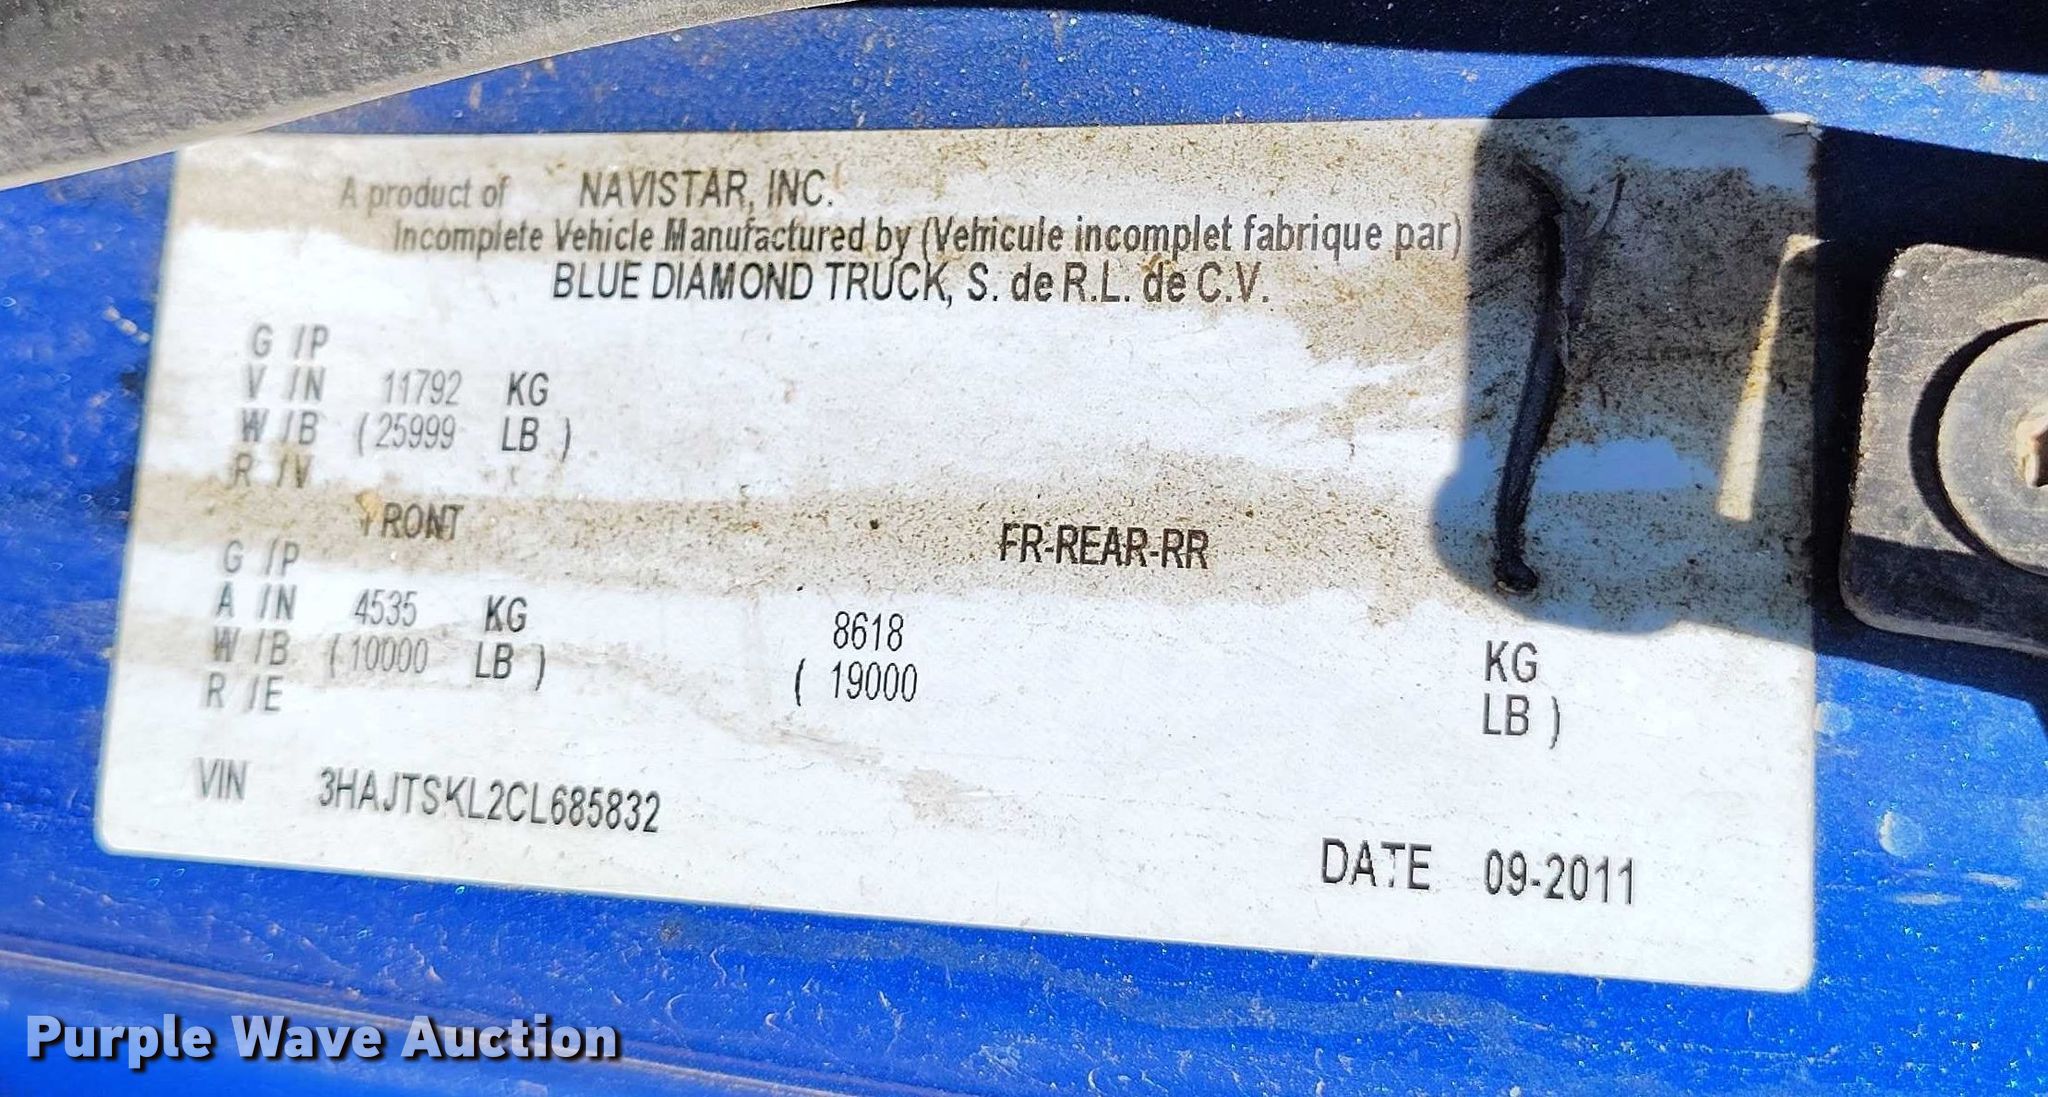 A product of NAVISTAR, INC.
Incomplete Vehicle Manufactured by (Vehicule incomplet fabrique par)
BLUE DIAMOND TRUCK, S. de R.L. de C.V.
G /P
V /N 11792 KG
W /B ( 25999 LB )
R /V
FRONT FR-REAR-RR
G /P
A /N 4535 KG 8618 KG
W /B ( 10000 LB ) ( 19000 LB )
R /E
VIN 3HAJTSKL2CL685832
DATE 09-2011
Purple Wave Auction